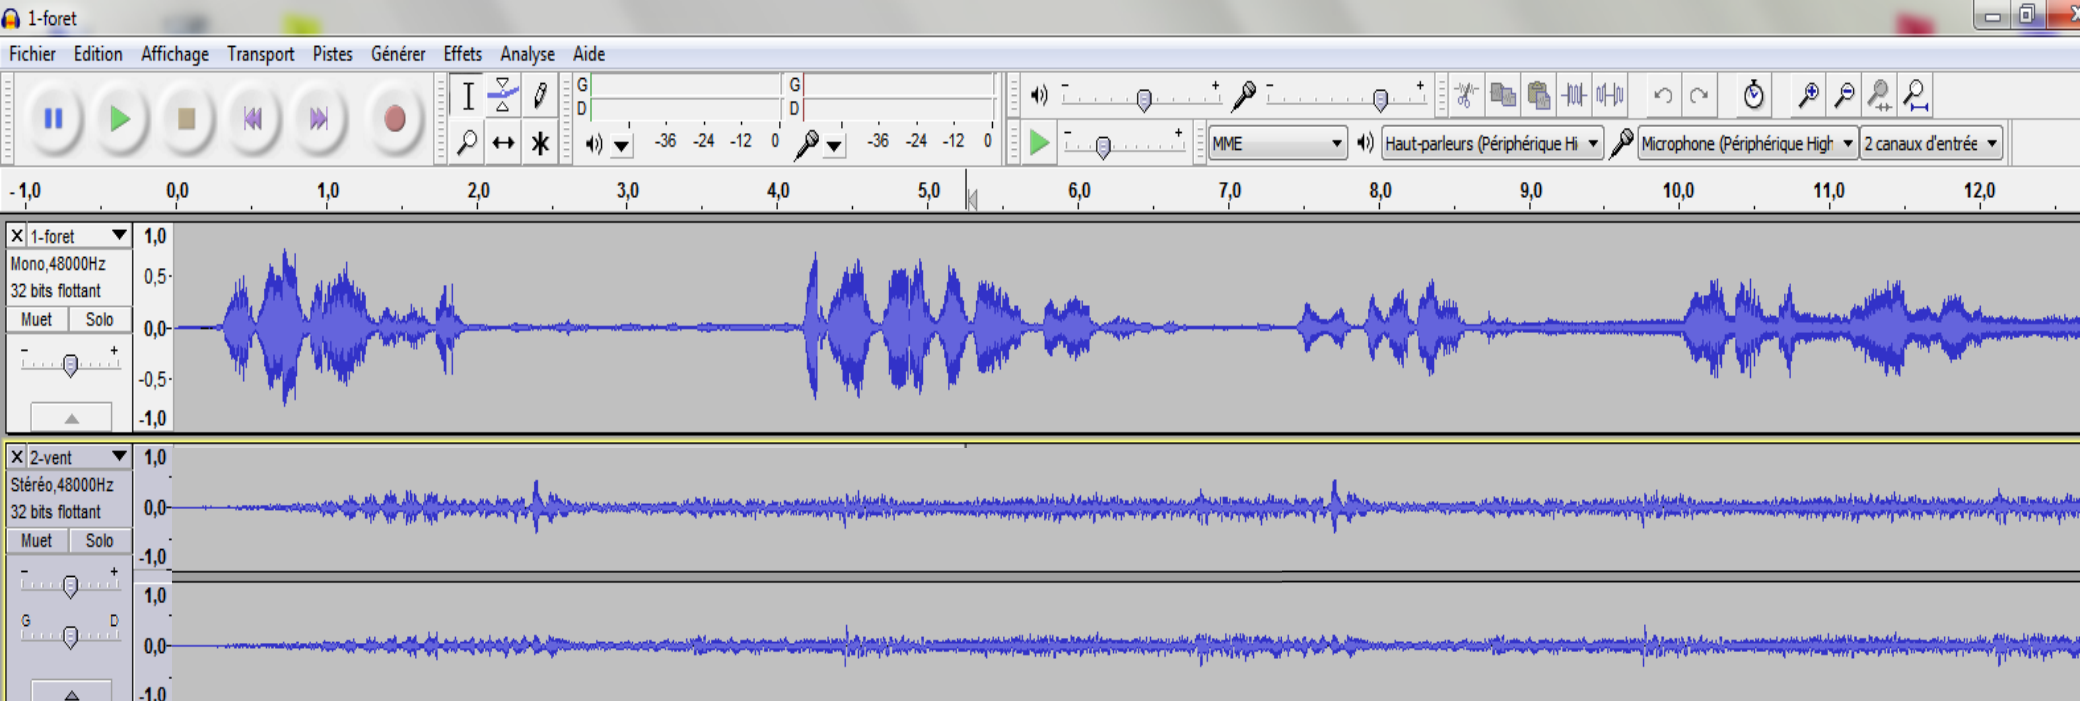 1-foret
Fichier Edition Affichage Transport Pistes Générer Effets Analyse Aide
G G - + - +
D D
-36 -24 -12 0 -36 -24 -12 0 - + MME Haut-parleurs (Périphérique Hi Microphone (Périphérique High 2 canaux d'entrée
- 1,0 0,0 1,0 2,0 3,0 4,0 5,0 6,0 7,0 8,0 9,0 10,0 11,0 12,0
X 1-foret 1,0
Mono,48000Hz
0,5
32 bits flottant
Muet Solo 0,0
- +
-0,5
-1,0
X 2-vent 1,0
Stéréo,48000Hz
32 bits flottant 0,0
Muet Solo
-1,0
- +
1,0
G D
0,0
-1,0